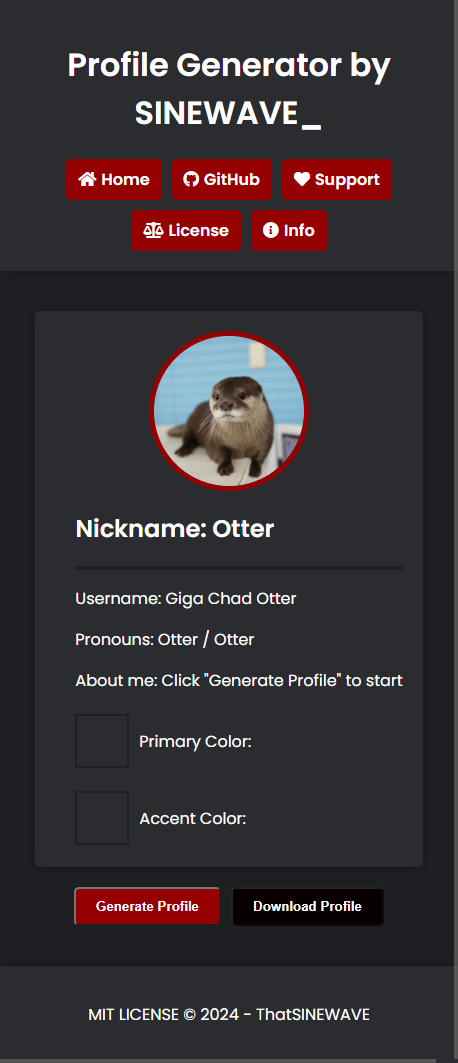 Profile Generator by
SINEWAVE_
Home GitHub Support
License Info
Nickname: Otter
Username: Giga Chad Otter
Pronouns: Otter / Otter
About me: Click "Generate Profile" to start
Primary Color:
Accent Color:
Generate Profile Download Profile
MIT LICENSE © 2024 - ThatSINEWAVE